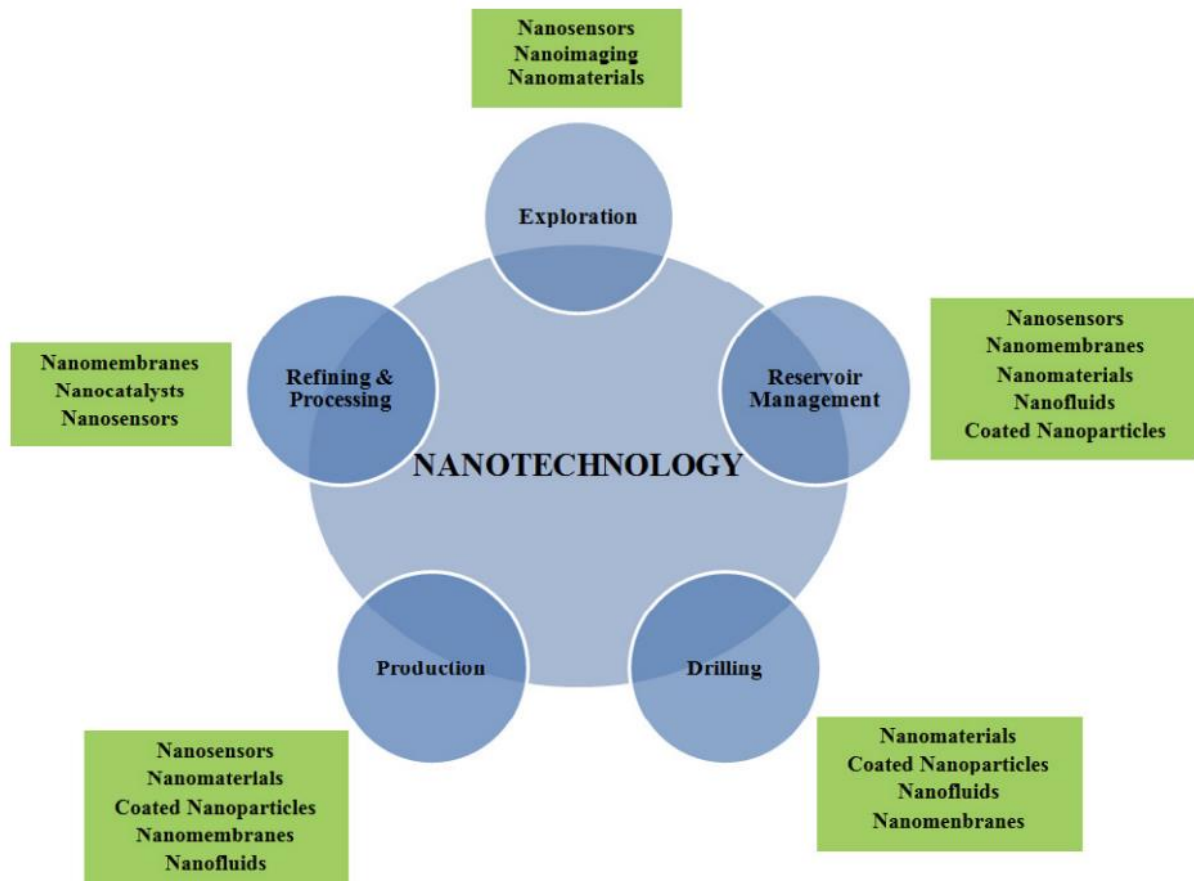 Nanosensors
Nanoimaging
Nanomaterials
Exploration
Nanosensors
Nanomembranes
Nanomaterials
Nanofluids
Coated Nanoparticles
Reservoir
Management
Refining &
Processing
Nanomembranes
Nanocatalysts
Nanosensors
NANOTECHNOLOGY
Production
Drilling
Nanosensors
Nanomaterials
Coated Nanoparticles
Nanomembranes
Nanofluids
Nanomaterials
Coated Nanoparticles
Nanofluids
Nanomenbranes